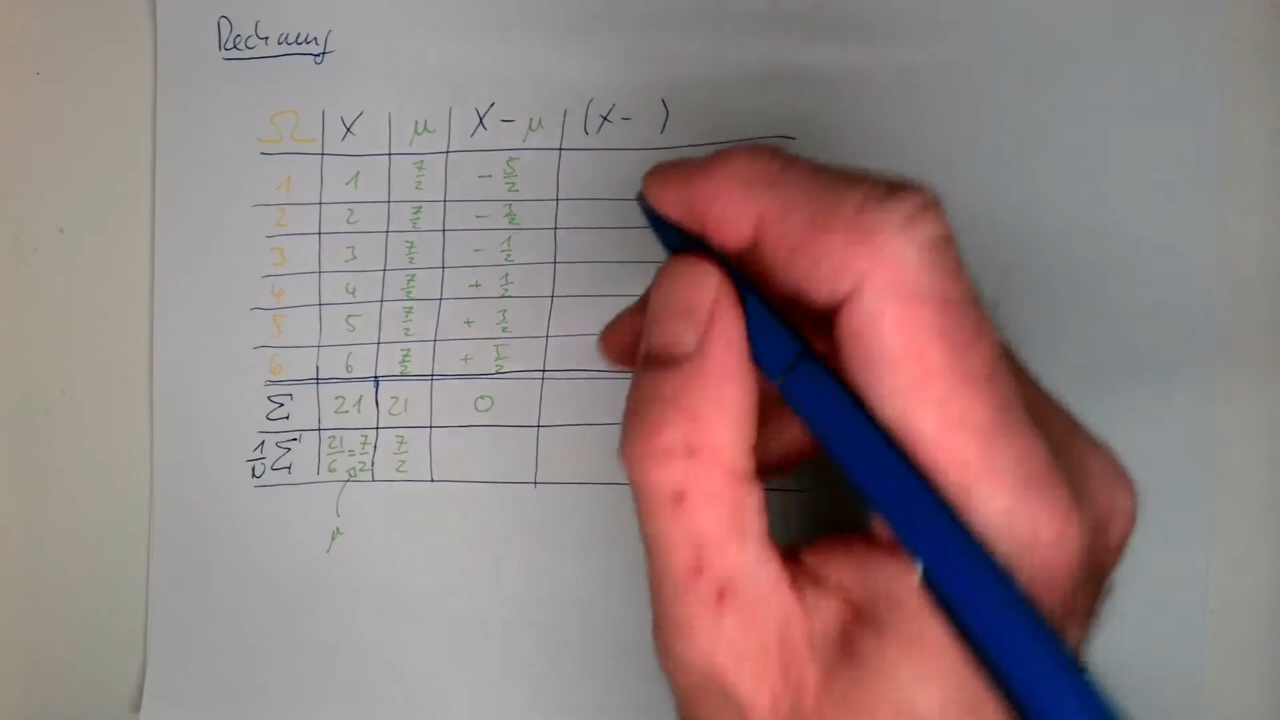 Rechnung
Ω X μ X - μ (X - )
1 1 7/2 - 5/2
2 2 7/2 - 3/2
3 3 7/2 - 1/2
4 4 7/2 + 1/2
5 5 7/2 + 3/2
6 6 7/2 + 5/2
Σ 21 21 0
1/N Σ 21/6 = 7/2 7/2
μ